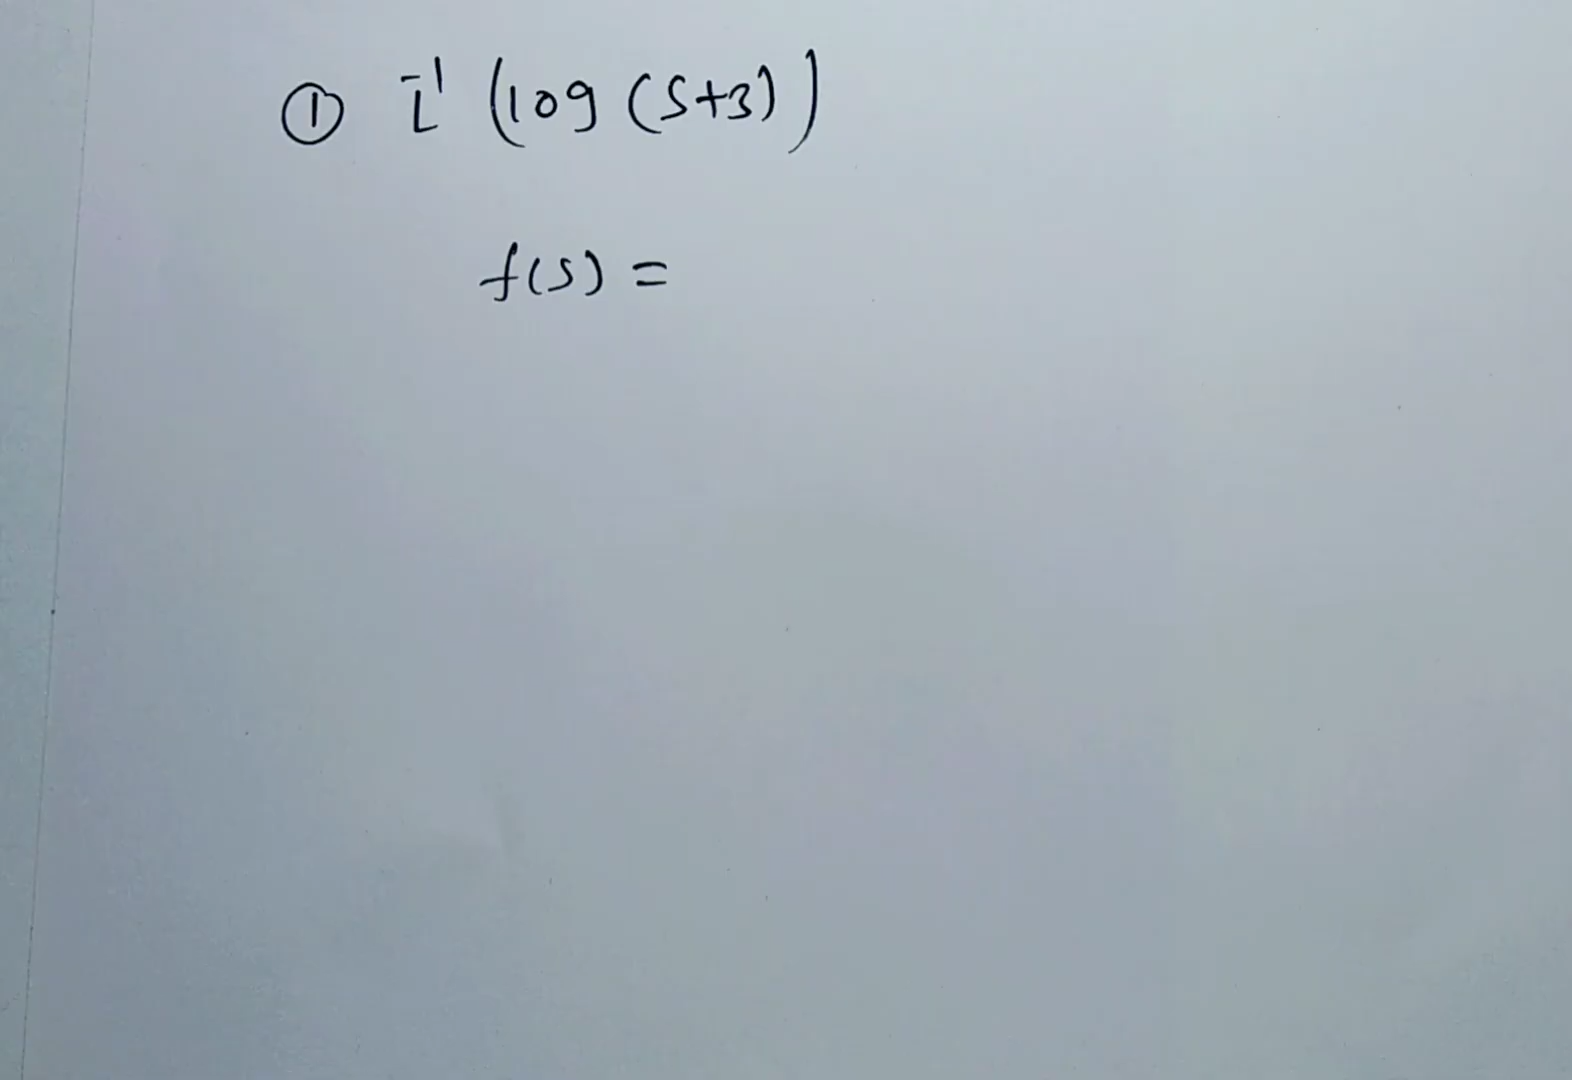 ① L⁻¹ (log (S+3))
f(s) =